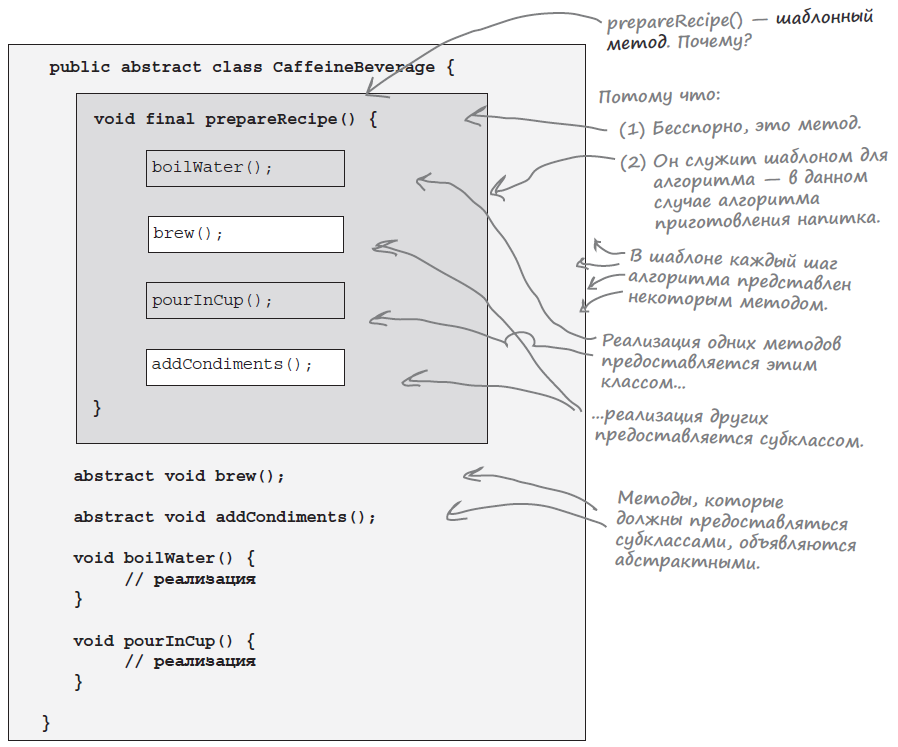 prepareRecipe() — шаблонный
метод. Почему?
public abstract class CaffeineBeverage {
void final prepareRecipe() {
boilWater();
brew();
pourInCup();
addCondiments();
}
Потому что:
(1) Бесспорно, это метод.
(2) Он служит шаблоном для
алгоритма — в данном
случае алгоритма
приготовления напитка.
В шаблоне каждый шаг
алгоритма представлен
некоторым методом.
Реализация одних методов
предоставляется этим
классом...
...реализация других
предоставляется субклассом.
abstract void brew();
abstract void addCondiments();
void boilWater() {
// реализация
}
void pourInCup() {
// реализация
}
}
Методы, которые
должны предоставляться
субклассами, объявляются
абстрактными.